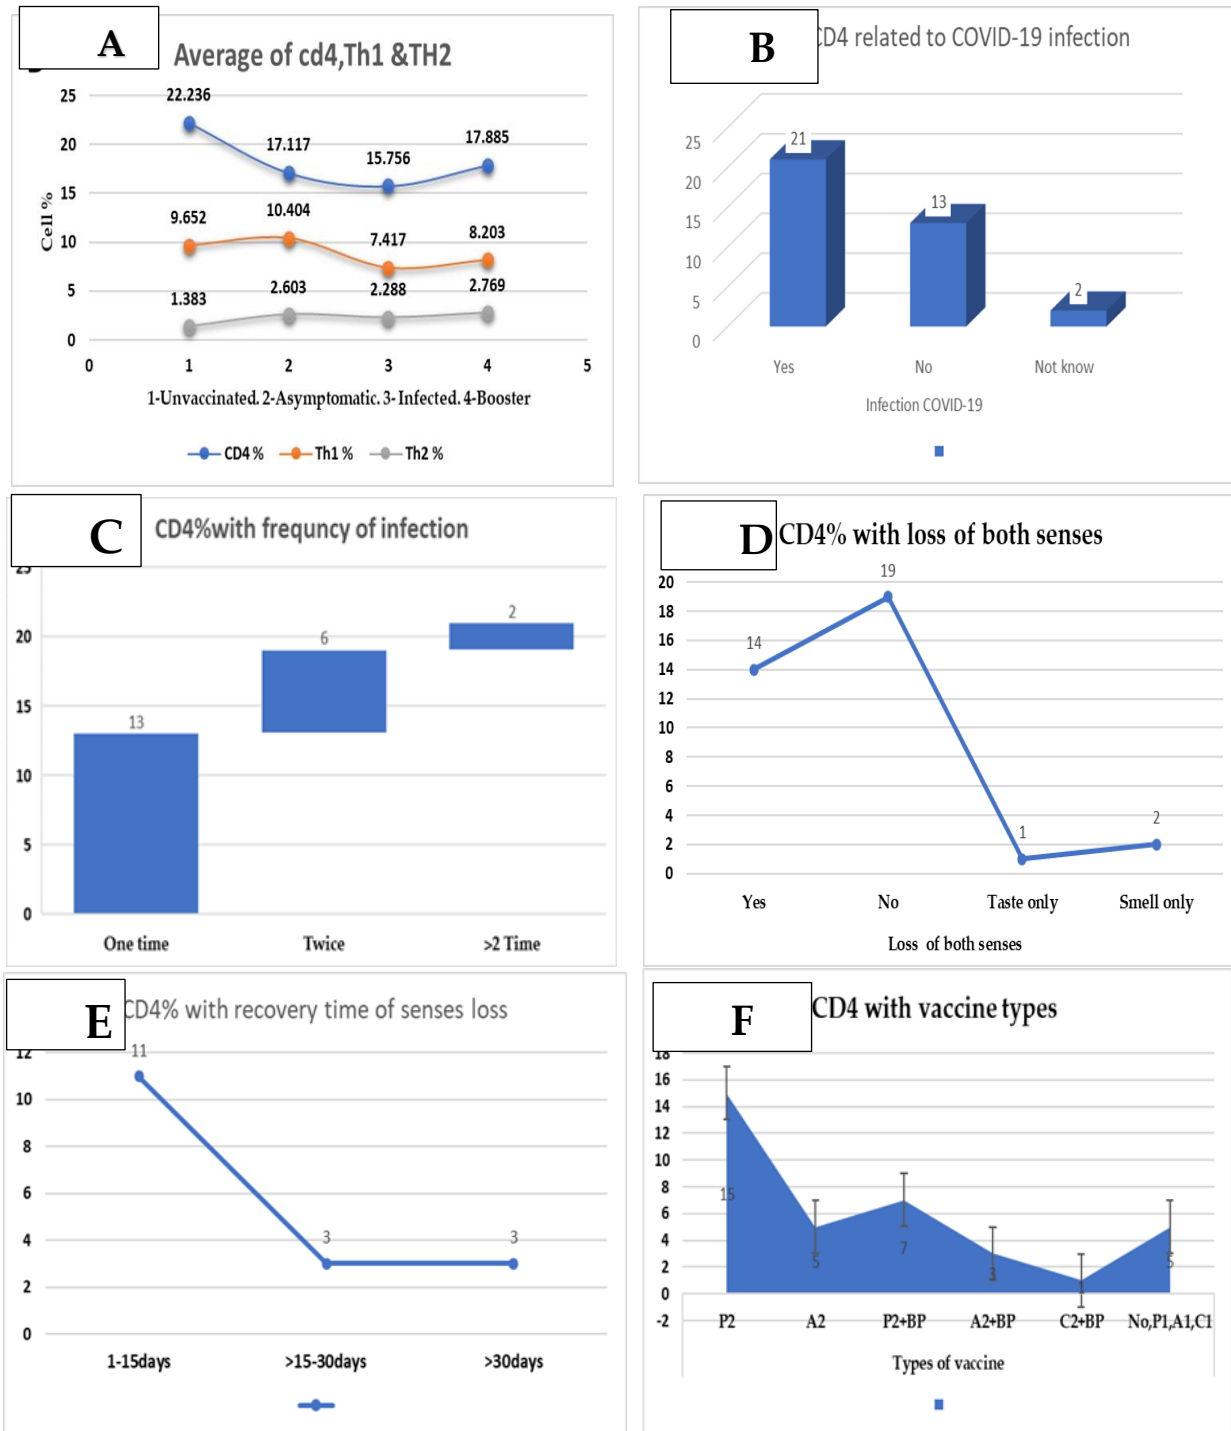 A
Average of cd4,Th1 &TH2
25
22.236
20
17.117
15.756
17.885
15
Cell %
9.652
10.404
10
7.417
8.203
5
1.383
2.603
2.288
2.769
0
0 1 2 3 4 5
1-Unvaccinated. 2-Asymptomatic. 3- Infected. 4-Booster
CD4 % Th1 % Th2 %
B
CD4 related to COVID-19 infection
25
21
20
15
13
10
5
2
0
Yes No Not know
Infection COVID-19
C
CD4%with frequncy of infection
25
2
20
6
15
13
10
5
0
One time Twice >2 Time
D
CD4% with loss of both senses
19
20
18
16
14
14
12
10
8
6
4
2
1
2
0
Yes No Taste only Smell only
Loss of both senses
E
CD4% with recovery time of senses loss
12
11
10
8
6
4
3 3
2
0
1-15days >15-30days >30days
F
CD4 with vaccine types
18
16
14
12
10
8
15
6
4
7
2
5 3 1 5
0
-2
P2 A2 P2+BP A2+BP C2+BP No,P1,A1,C1
Types of vaccine